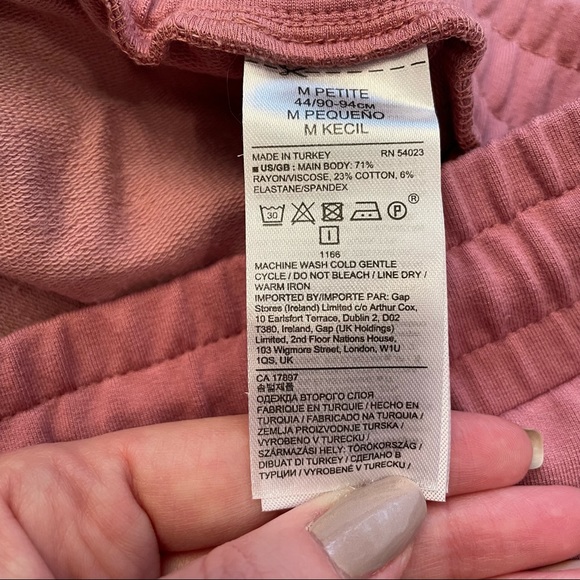 M PETITE
44/90-94CM
M PEQUEÑO
M KECIL
MADE IN TURKEY RN 54023
■ US/GB : MAIN BODY: 71%
RAYON/VISCOSE, 23% COTTON, 6%
ELASTANE/SPANDEX
30 P ®
I
1166
MACHINE WASH COLD GENTLE
CYCLE / DO NOT BLEACH / LINE DRY /
WARM IRON
IMPORTED BY/IMPORTE PAR: Gap
Stores (Ireland) Limited c/o Arthur Cox,
10 Earlsfort Terrace, Dublin 2, D02
T380, Ireland, Gap (UK Holdings)
Limited, 2nd Floor Nations House,
103 Wigmore Street, London, W1U
1QS, UK
CA 17897
솜털제품
ОДЕЖДА ВТОРОГО СЛОЯ
FABRIQUE EN TURQUIE / HECHO EN
TURQUIA / FABRICADO NA TURQUIA /
ZEMLJA PROIZVODNJE TURSKA /
VYROBENO V TURECKU /
SZÁRMAZÁSI HELY: TÖRÖKORSZÁG /
DIBUAT DI TURKEY / СДЕЛАНО В
ТУРЦИИ / VYROBENÉ V TURECKU /